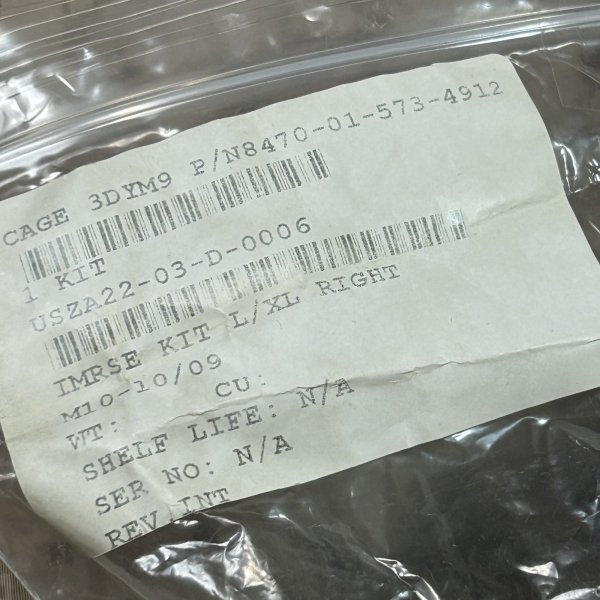 CAGE 3DYM9 P/N8470-01-573-4912
1 KIT
USZA22-03-D-0006
IMRSE KIT L/XL RIGHT
M10-10/09
WT: CU:
SHELF LIFE: N/A
SER NO: N/A
REV INT